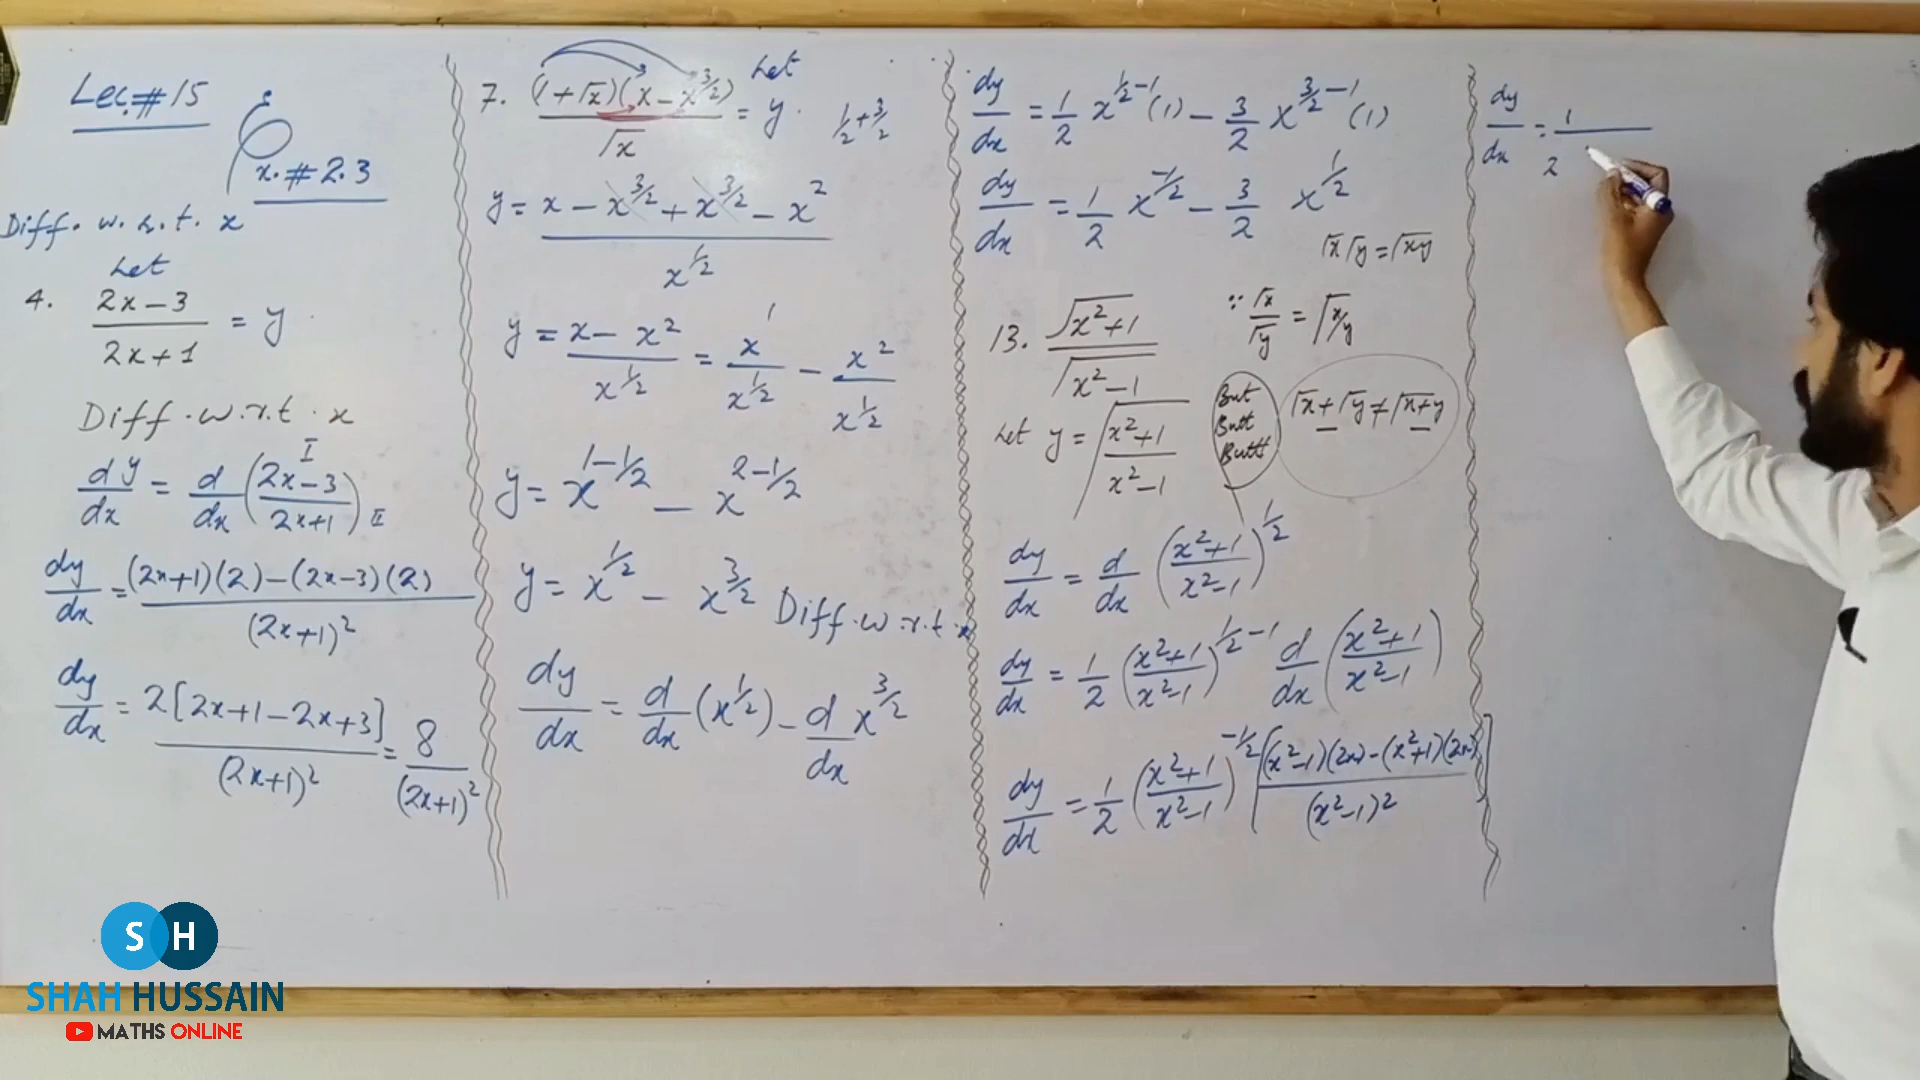 Lec.#15
Ex.#2.3
Diff.w.r.t.x
Let
4. (2x-3)/(2x+1) = y
Diff.w.r.t.x
dy/dx = d/dx ((2x-3)/(2x+1)) I II
dy/dx = ((2x+1)(2)-(2x-3)(2))/(2x+1)²
dy/dx = 2[2x+1-2x+3]/(2x+1)² = 8/(2x+1)²
7. (1+√x)(x-x^(3/2))/√x = y. Let
1/2+3/2
y = (x-x^(3/2)+x^(3/2)-x²)/x^(1/2)
y = (x-x²)/x^(1/2) = x^1/x^(1/2) - x²/x^(1/2)
y = x^(1-1/2) - x^(2-1/2)
y = x^(1/2) - x^(3/2) Diff.w.r.t.x
dy/dx = d/dx (x^(1/2)) - d/dx x^(3/2)
dy/dx = 1/2 x^(1/2-1)(1) - 3/2 x^(3/2-1)(1)
dy/dx = 1/2 x^(-1/2) - 3/2 x^(1/2)
√x√y=√xy
13. √(x²+1)/√(x²-1)
∵ √x/√y = √(x/y)
But
But
Butt
√x+√y≠√(x+y)
Let y = √((x²+1)/(x²-1))
dy/dx = d/dx ((x²+1)/(x²-1))^(1/2)
dy/dx = 1/2 ((x²+1)/(x²-1))^(1/2-1) d/dx ((x²+1)/(x²-1))
dy/dx = 1/2 ((x²+1)/(x²-1))^(-1/2) [((x²-1)(2x)-(x²+1)(2x))/(x²-1)²]
dy/dx = 1/2
SH
SHAH HUSSAIN
MATHS ONLINE